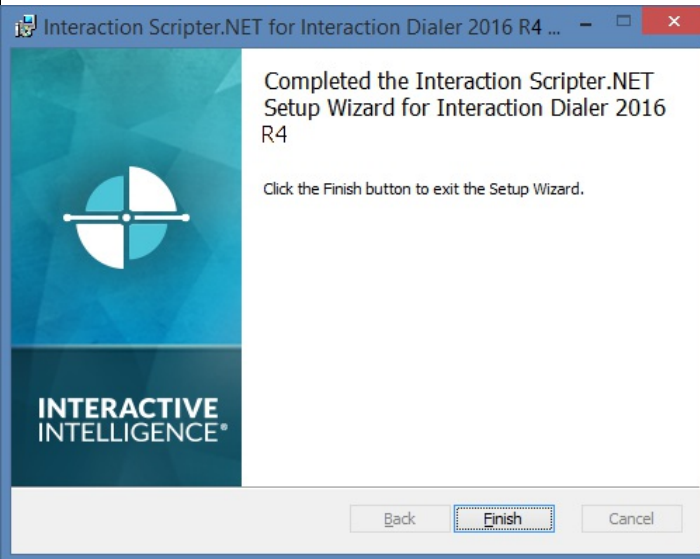 Interaction Scripter.NET for Interaction Dialer 2016 R4 ...
Completed the Interaction Scripter.NET
Setup Wizard for Interaction Dialer 2016
R4
Click the Finish button to exit the Setup Wizard.
INTERACTIVE
INTELLIGENCE®
Back Finish Cancel